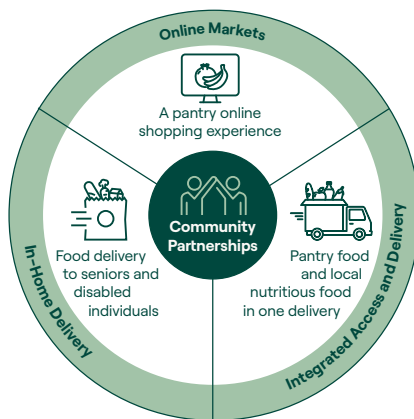 Online Markets
A pantry online
shopping experience
Community
Partnerships
In-Home Delivery
Food delivery
to seniors and
disabled
individuals
Integrated Access and Delivery
Pantry food
and local
nutritious food
in one delivery